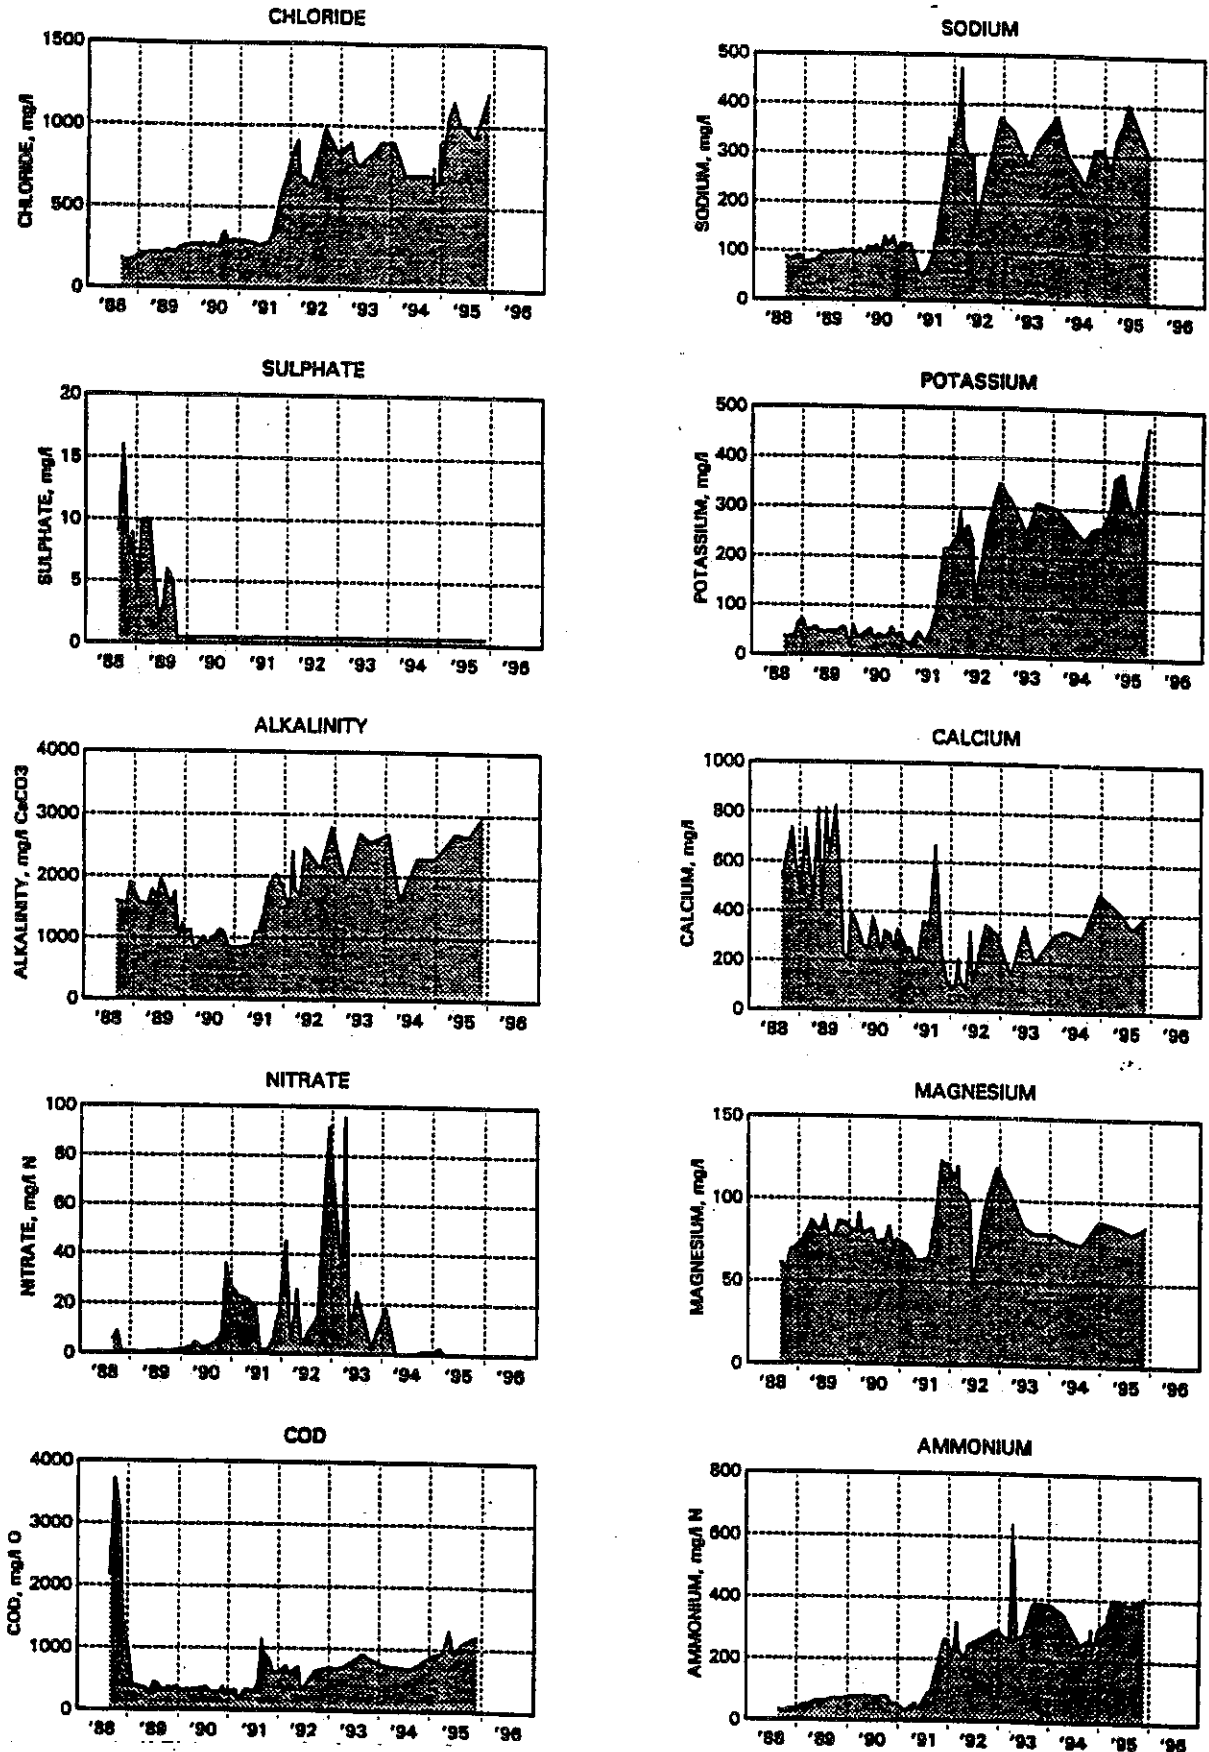 CHLORIDE
1500
1000
500
0
CHLORIDE, mg/l
'88 '89 '90 '91 '92 '93 '94 '95 '96
SODIUM
500
400
300
200
100
0
SODIUM, mg/l
'88 '89 '90 '91 '92 '93 '94 '95 '96
SULPHATE
20
15
10
5
0
SULPHATE, mg/l
'88 '89 '90 '91 '92 '93 '94 '95 '96
POTASSIUM
500
400
300
200
100
0
POTASSIUM, mg/l
'88 '89 '90 '91 '92 '93 '94 '95 '96
ALKALINITY
4000
3000
2000
1000
0
ALKALINITY, mg/l CaCO3
'88 '89 '90 '91 '92 '93 '94 '95 '96
CALCIUM
1000
800
600
400
200
0
CALCIUM, mg/l
'88 '89 '90 '91 '92 '93 '94 '95 '96
NITRATE
100
80
60
40
20
0
NITRATE, mg/l N
'88 '89 '90 '91 '92 '93 '94 '95 '96
MAGNESIUM
150
100
50
0
MAGNESIUM, mg/l
'88 '89 '90 '91 '92 '93 '94 '95 '96
COD
4000
3000
2000
1000
0
COD, mg/l O
'88 '89 '90 '91 '92 '93 '94 '95 '96
AMMONIUM
800
600
400
200
0
AMMONIUM, mg/l N
'88 '89 '90 '91 '92 '93 '94 '95 '96